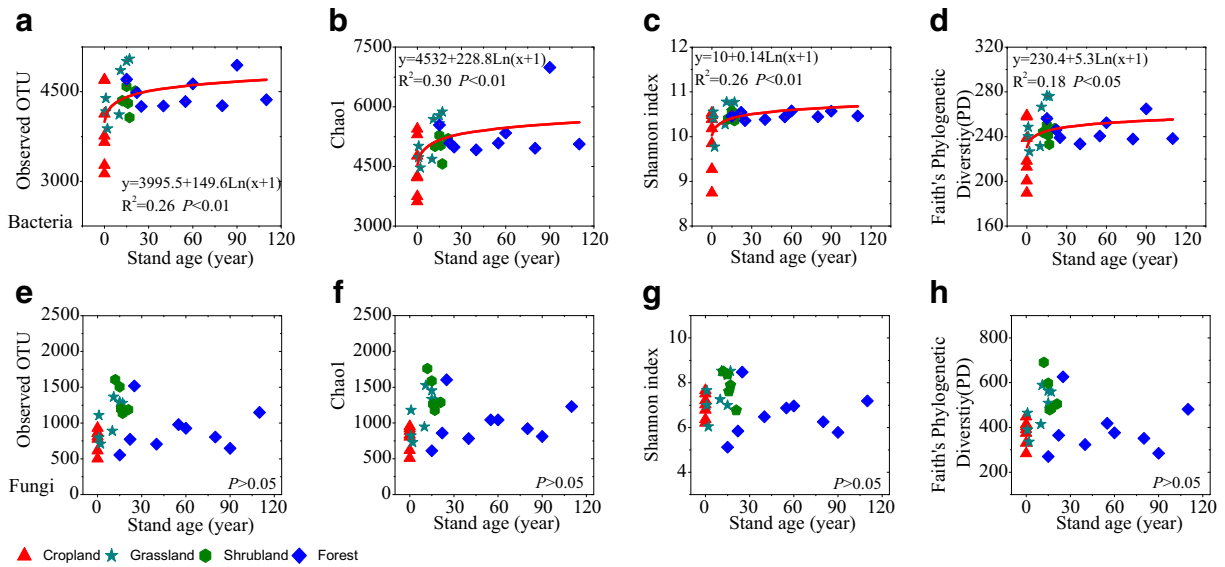 a
b
c
d
7500
6000
4500
3000
Chao1
y=4532+228.8Ln(x+1)
R²=0.30 P<0.01
0 30 60 90 120
Stand age (year)
4500
3000
Observed OTU
y=3995.5+149.6Ln(x+1)
R²=0.26 P<0.01
Bacteria
0 30 60 90 120
Stand age (year)
12
11
10
9
8
Shannon index
y=10+0.14Ln(x+1)
R²=0.26 P<0.01
0 30 60 90 120
Stand age (year)
320
280
240
200
160
Faith's Phylogenetic
Diverstiy(PD)
y=230.4+5.3Ln(x+1)
R²=0.18 P<0.05
0 30 60 90 120
Stand age (year)
e
f
g
h
2500
2000
1500
1000
500
0
Observed OTU
Fungi
P>0.05
0 30 60 90 120
Stand age (year)
2500
2000
1500
1000
500
0
Chao1
P>0.05
0 30 60 90 120
Stand age (year)
10
8
6
4
Shannon index
P>0.05
0 30 60 90 120
Stand age (year)
800
600
400
200
Faith's Phylogenetic
Diverstiy(PD)
P>0.05
0 30 60 90 120
Stand age (year)
Cropland Grassland Shrubland Forest